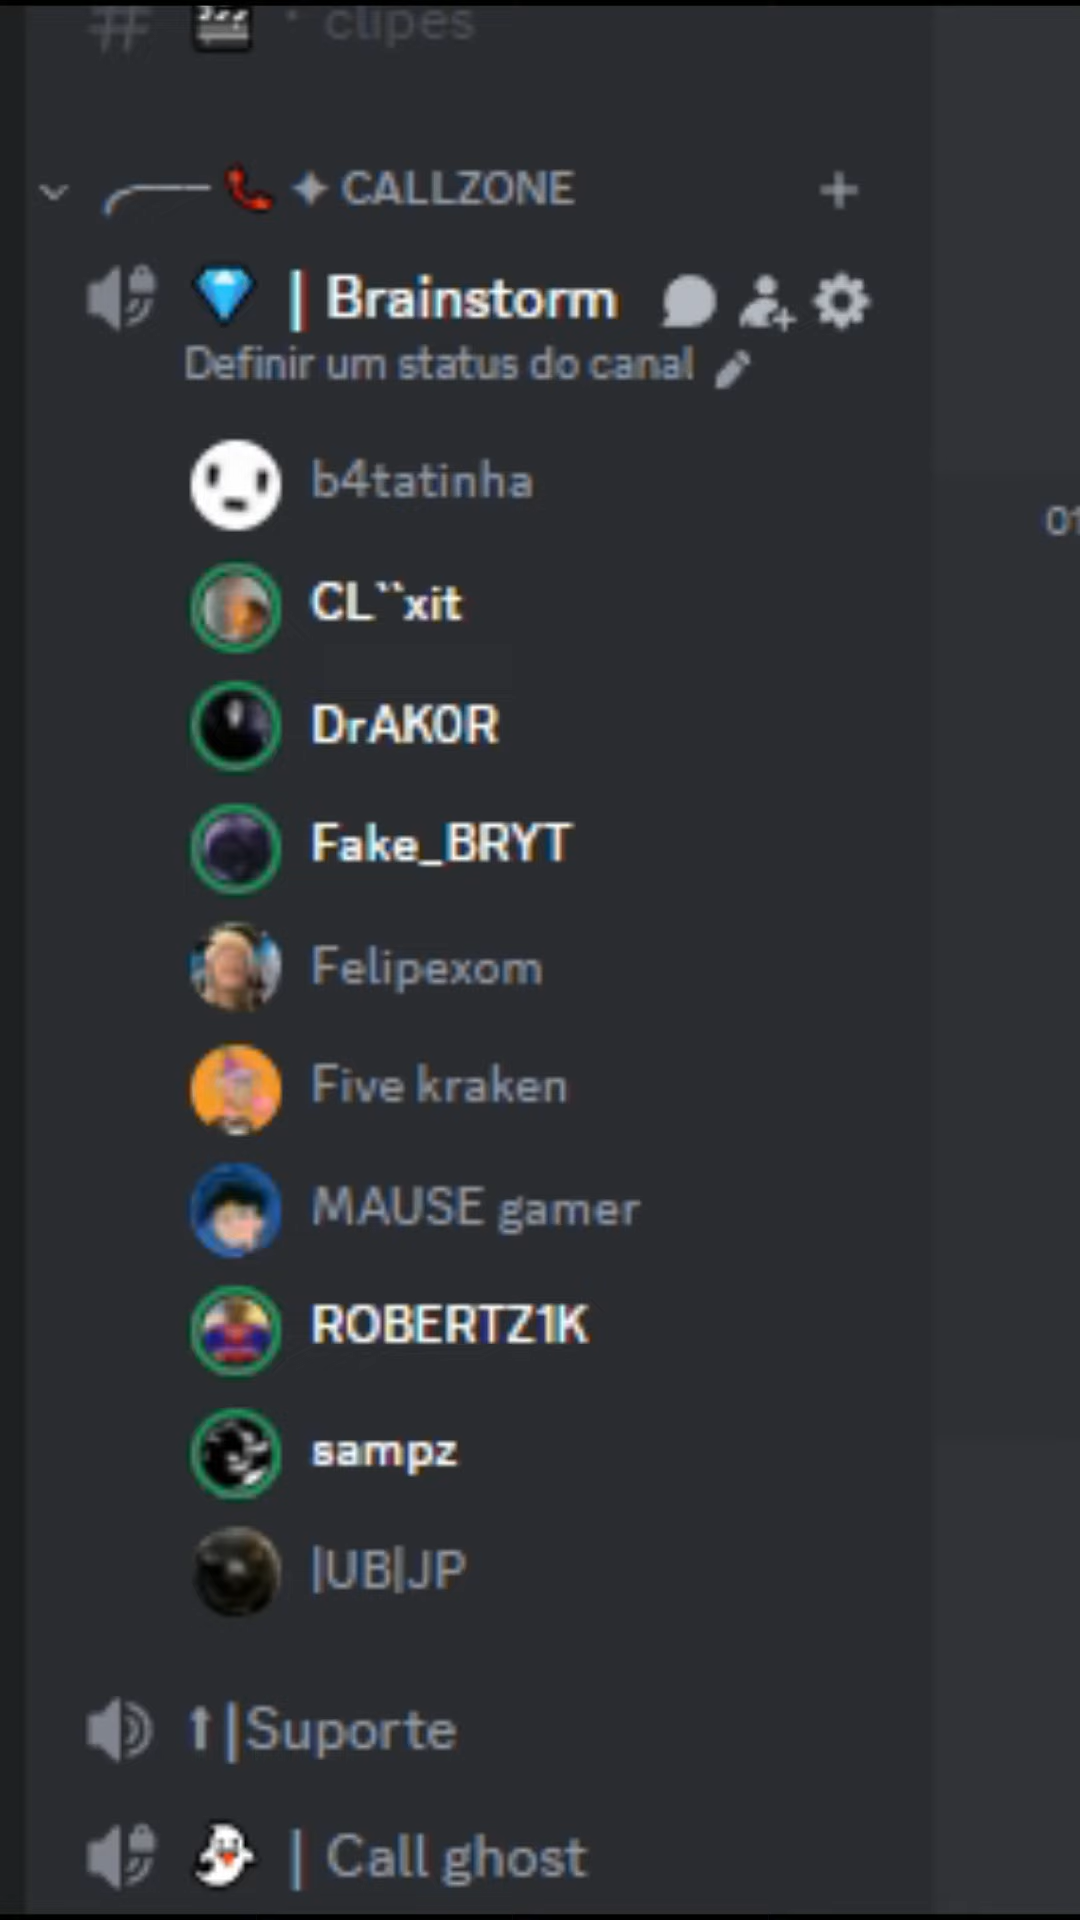 clipes
CALLZONE
| Brainstorm
Definir um status do canal
b4tatinha
CL``xit
DrAK0R
Fake_BRYT
Felipexom
Five kraken
MAUSE gamer
ROBERTZ1K
sampz
|UB|JP
|Suporte
| Call ghost